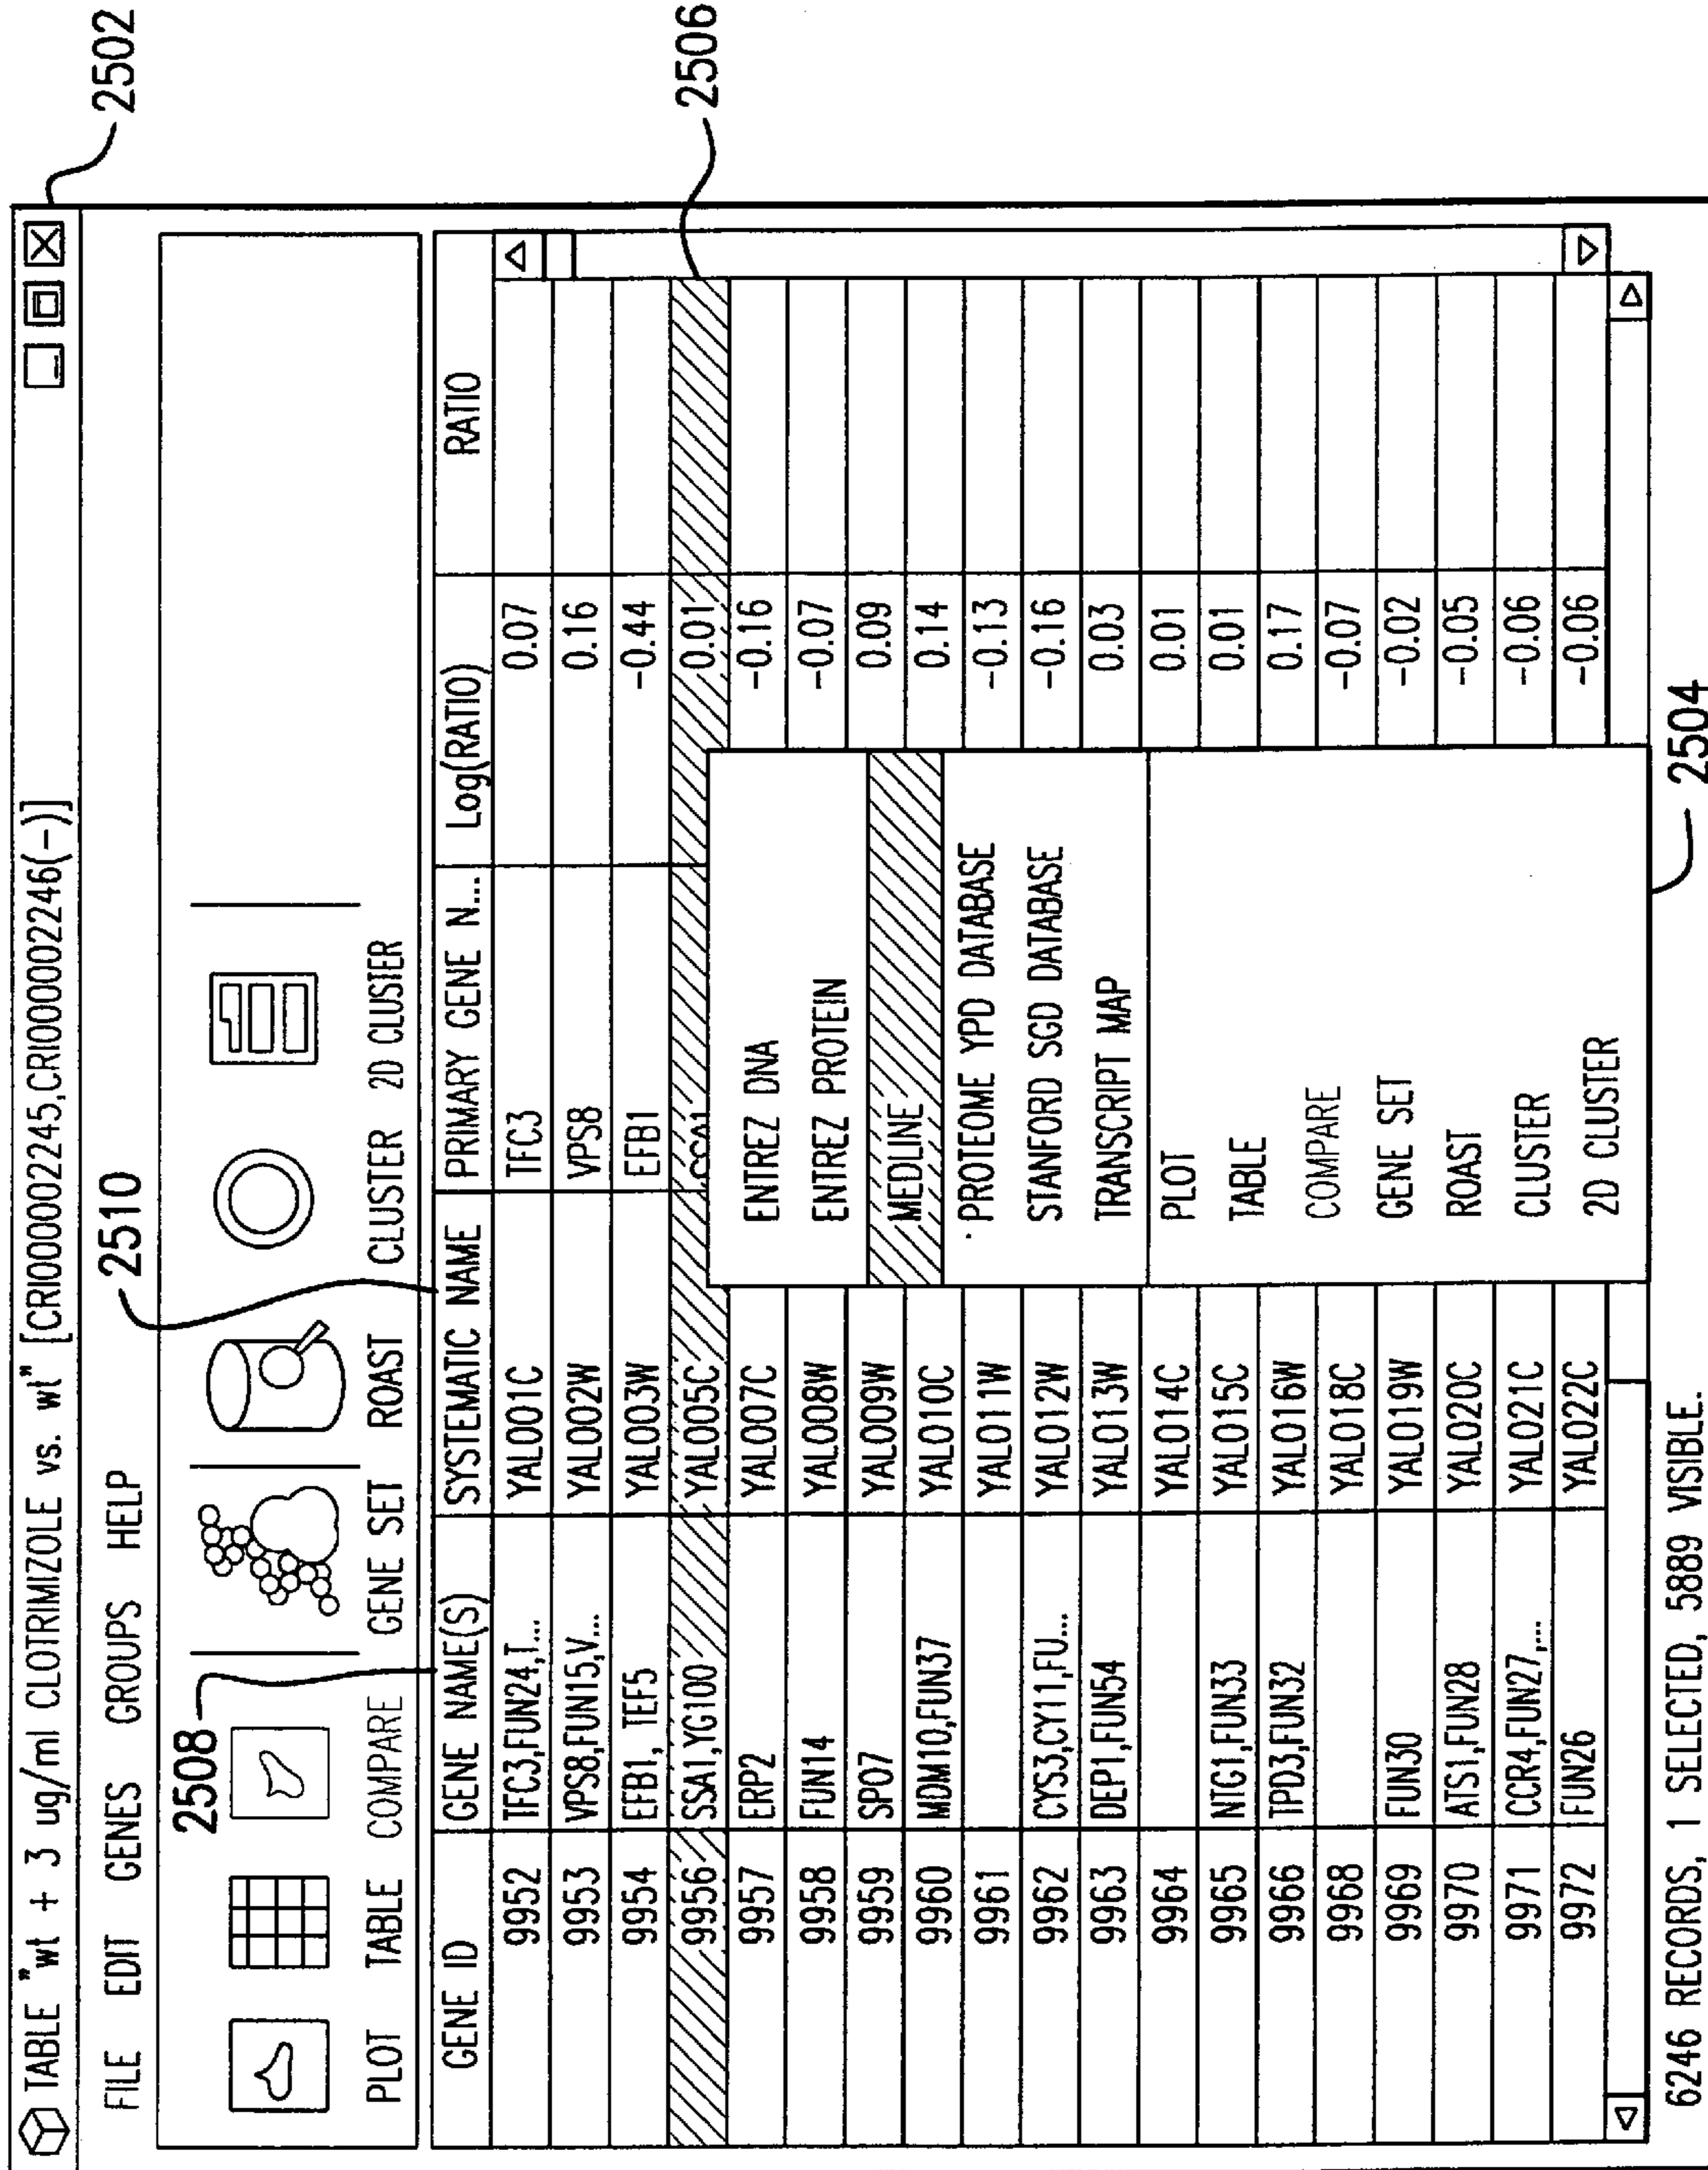 2502
TABLE "wt + 3 ug/ml CLOTRIMIZOLE vs. wt" [CRI0000002245,CRI0000002246(-)]
FILE EDIT GENES GROUPS HELP
2510
2508
PLOT TABLE COMPARE GENE SET ROAST CLUSTER 2D CLUSTER
GENE ID GENE NAME(S) SYSTEMATIC NAME PRIMARY GENE N... Log(RATIO) RATIO
9952 TFC3,FUN24,T... YAL001C TFC3 0.07
9953 VPS8,FUN15,V... YAL002W VPS8 0.16
9954 EFB1, TEF5 YAL003W EFB1 -0.44
9956 SSA1,YG100 YAL005C SSA1 -0.01
2506
9957 ERP2 YAL007C -0.16
9958 FUN14 YAL008W -0.07
9959 SPO7 YAL009W 0.09
9960 MDM10,FUN37 YAL010C 0.14
9961 YAL011W -0.13
9962 CYS3,CY11,FU... YAL012W -0.16
9963 DEP1,FUN54 YAL013W 0.03
9964 YAL014C 0.01
9965 NTG1,FUN33 YAL015C 0.01
9966 TPD3,FUN32 YAL016W 0.17
9968 YAL018C -0.07
9969 FUN30 YAL019W -0.02
9970 ATS1,FUN28 YAL020C -0.05
9971 CCR4,FUN27,... YAL021C -0.06
9972 FUN26 YAL022C -0.06
ENTREZ DNA
ENTREZ PROTEIN
MEDLINE
PROTEOME YPD DATABASE
STANFORD SGD DATABASE
TRANSCRIPT MAP
PLOT
TABLE
COMPARE
GENE SET
ROAST
CLUSTER
2D CLUSTER
2504
6246 RECORDS, 1 SELECTED, 5889 VISIBLE.